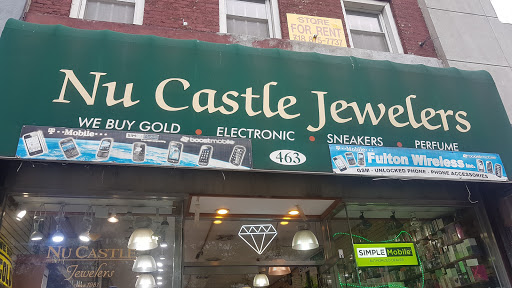 STORE
FOR RENT
Nu Castle Jewelers
WE BUY GOLD • ELECTRONIC • SNEAKERS • PERFUME
463
T··Mobile··· boostmobile
Fulton Wireless Inc.
GSM - UNLOCKED PHONE - PHONE ACCESSORIES
SIMPLE Mobile
NU CASTLE
Jewelers